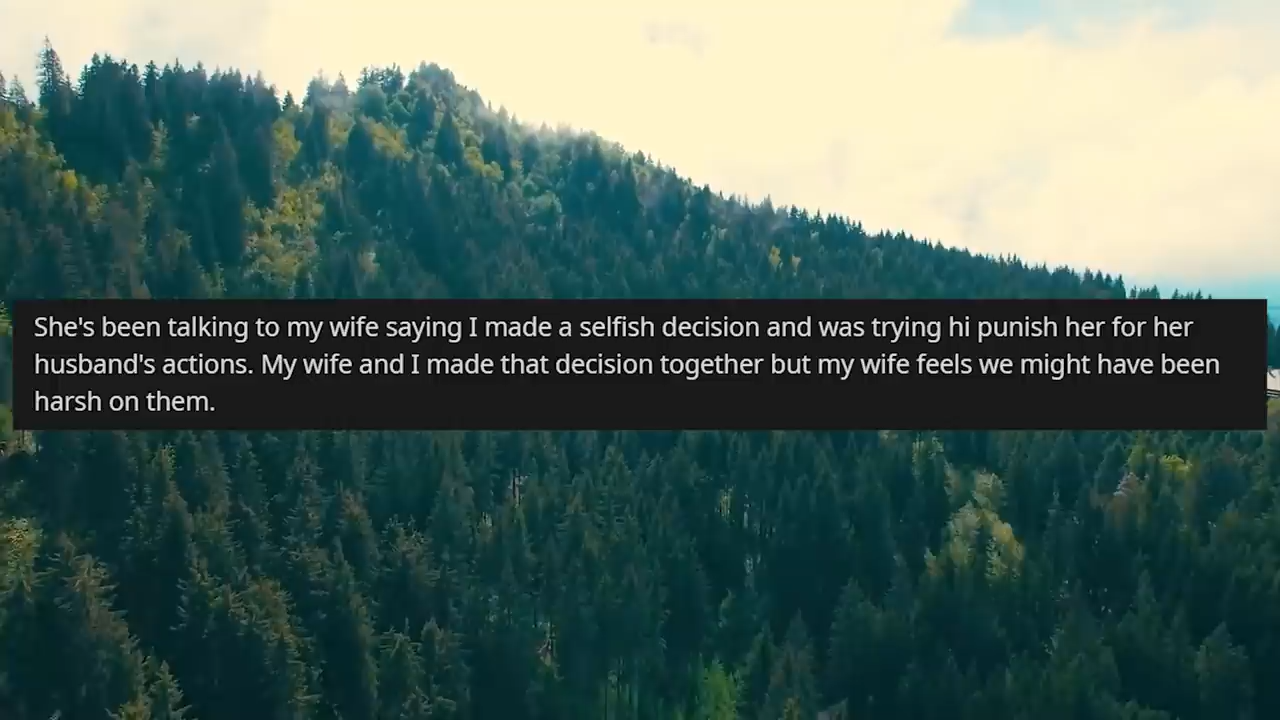 She's been talking to my wife saying I made a selfish decision and was trying hi punish her for her
husband's actions. My wife and I made that decision together but my wife feels we might have been
harsh on them.